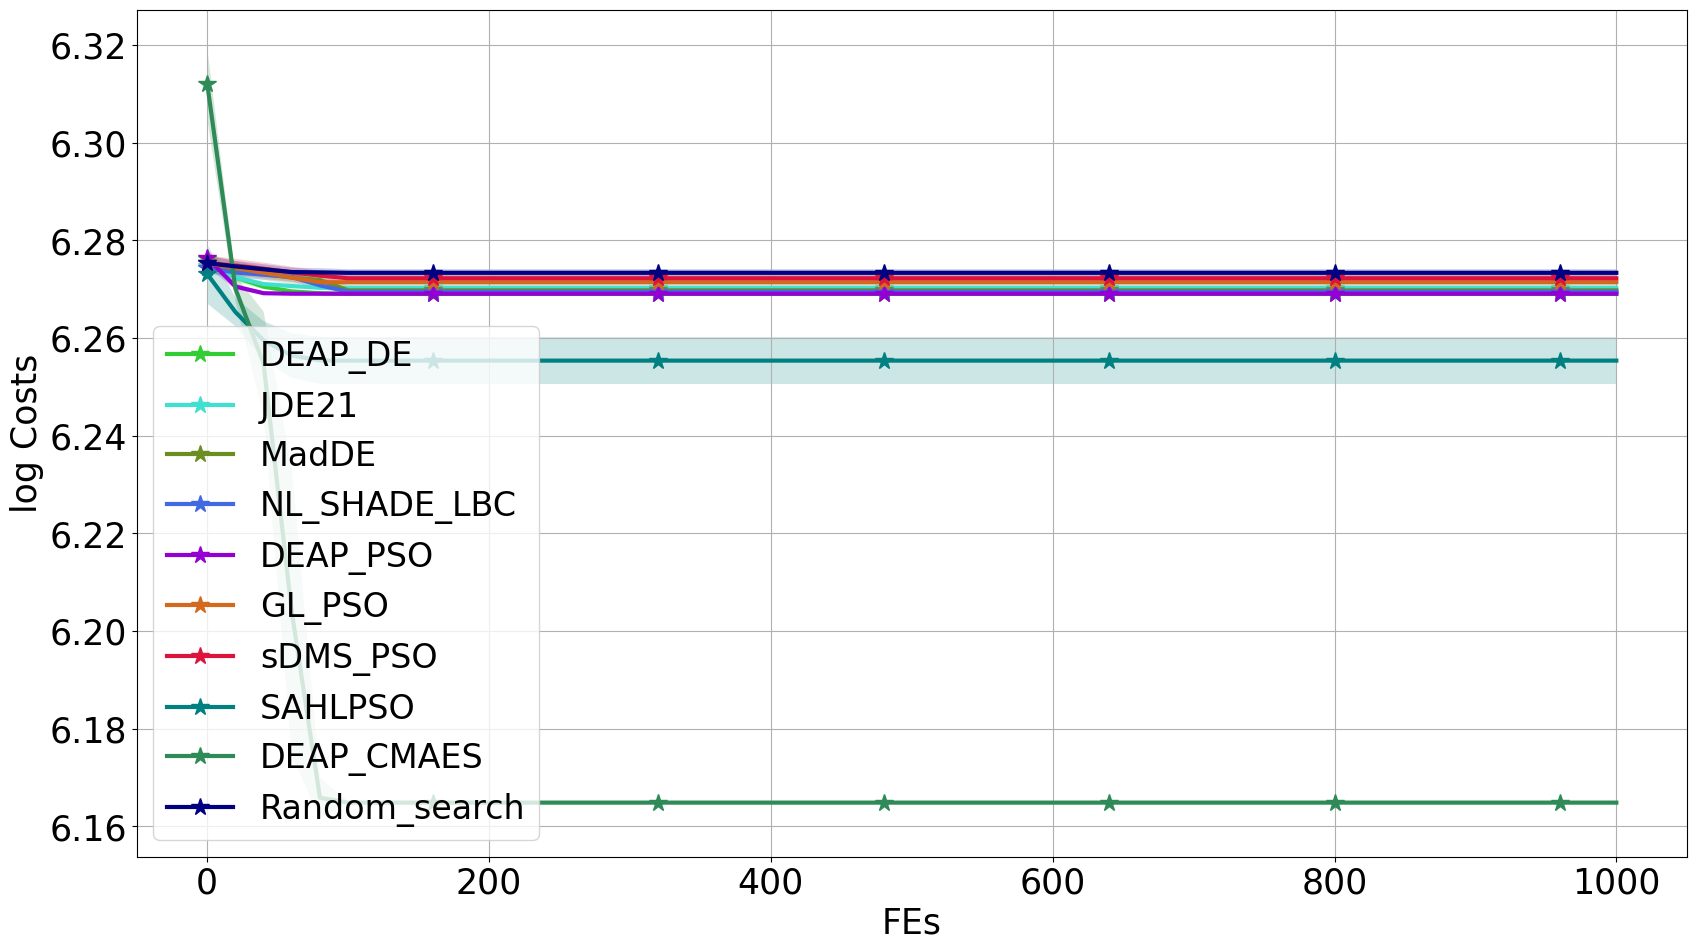 6.32
6.30
6.28
6.26
6.24
6.22
6.20
6.18
6.16
log Costs
DEAP_DE
JDE21
MadDE
NL_SHADE_LBC
DEAP_PSO
GL_PSO
sDMS_PSO
SAHLPSO
DEAP_CMAES
Random_search
0
200
400
600
800
1000
FEs